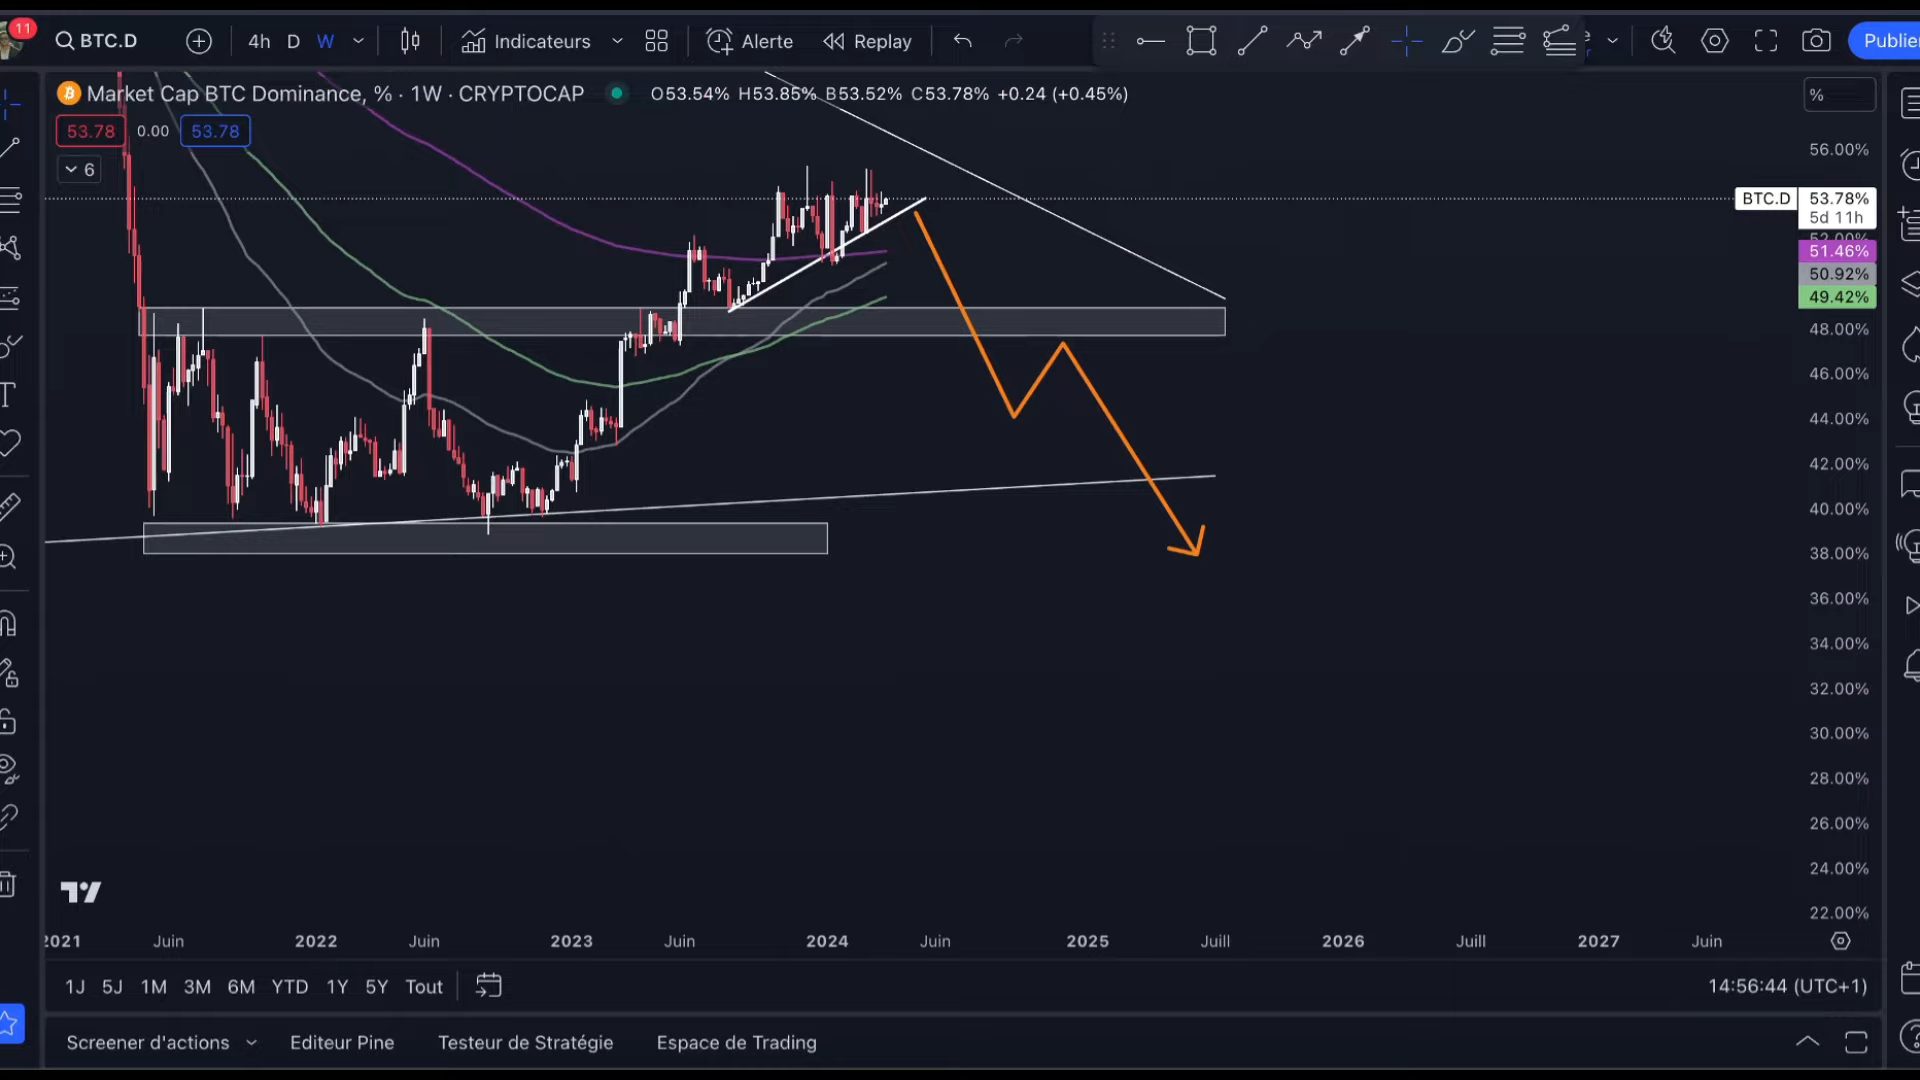 11
BTC.D
4h D W
Indicateurs
Alerte
Replay
Publier
Market Cap BTC Dominance, % · 1W · CRYPTOCAP
O53.54% H53.85% B53.52% C53.78% +0.24 (+0.45%)
53.78 0.00 53.78
6
%
56.00%
BTC.D 53.78%
5d 11h
52.00%
51.46%
50.92%
49.42%
48.00%
46.00%
44.00%
42.00%
40.00%
38.00%
36.00%
34.00%
32.00%
30.00%
28.00%
26.00%
24.00%
22.00%
2021 Juin 2022 Juin 2023 Juin 2024 Juin 2025 Juill 2026 Juill 2027 Juin
1J 5J 1M 3M 6M YTD 1Y 5Y Tout
14:56:44 (UTC+1)
Screener d'actions Editeur Pine Testeur de Stratégie Espace de Trading